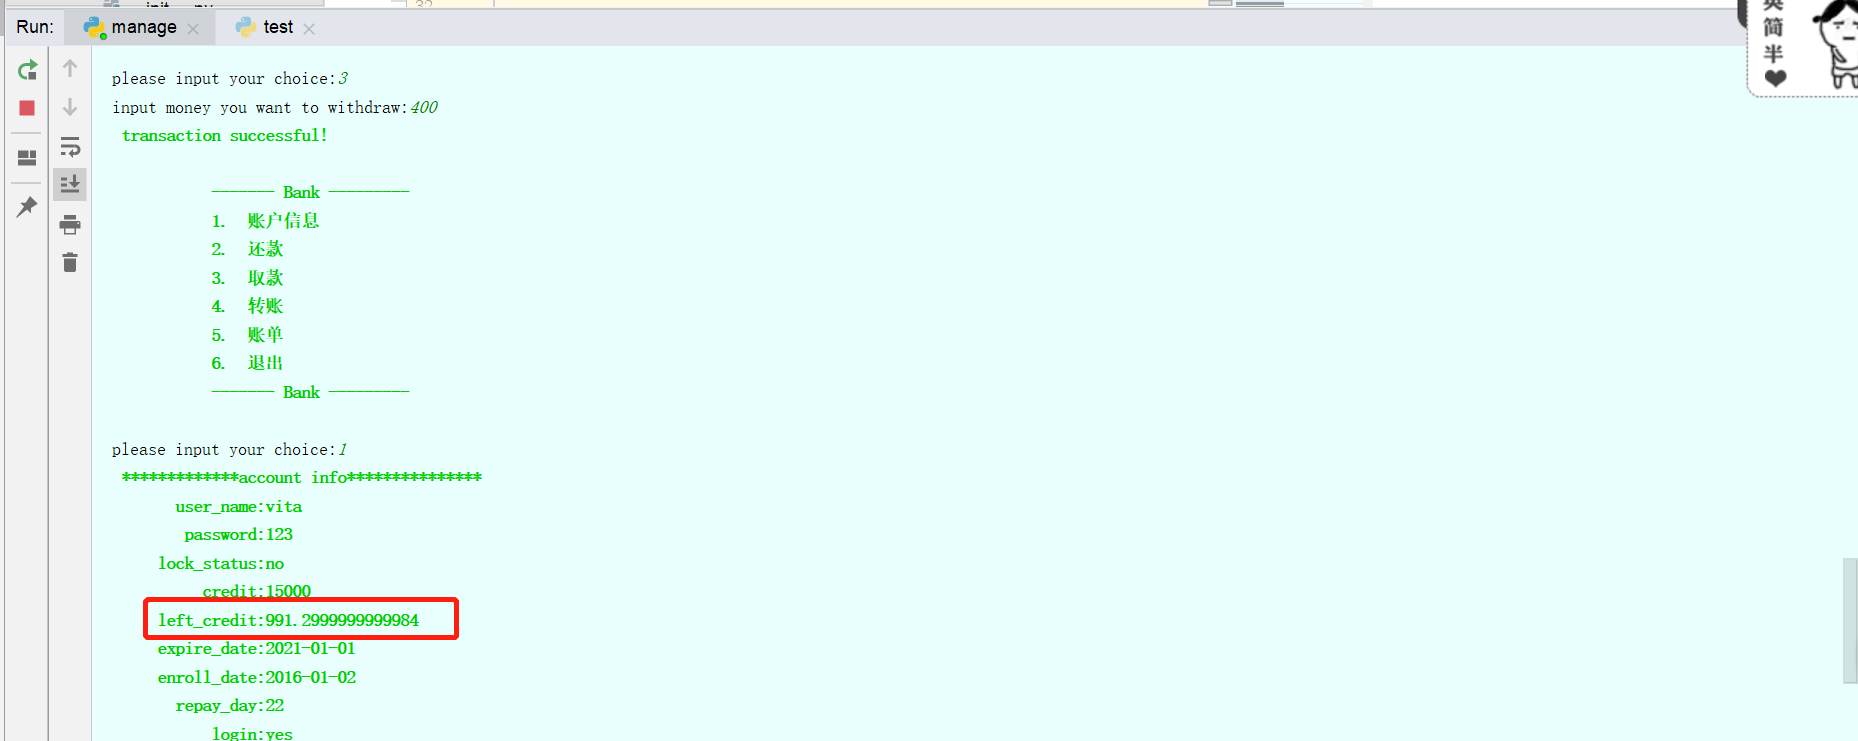 32
Run: manage test
please input your choice:3
input money you want to withdraw:400
transaction successful!
------- Bank ---------
1. 账户信息
2. 还款
3. 取款
4. 转账
5. 账单
6. 退出
------- Bank ---------
please input your choice:1
*************account info***************
user_name:vita
password:123
lock_status:no
credit:15000
left_credit:991.2999999999984
expire_date:2021-01-01
enroll_date:2016-01-02
repay_day:22
login:yes
英
简
半